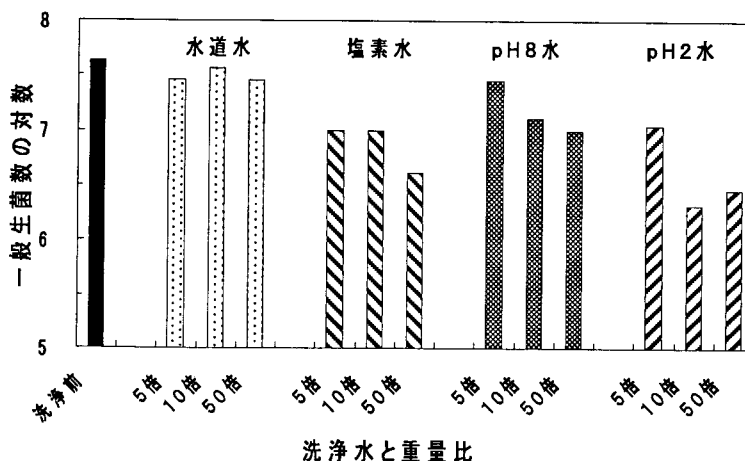 8
7
6
5
一般生菌数の対数
水道水
塩素水
pH8水
pH2水
洗浄前
5倍
10倍
50倍
5倍
10倍
50倍
5倍
10倍
50倍
5倍
10倍
50倍
洗浄水と重量比